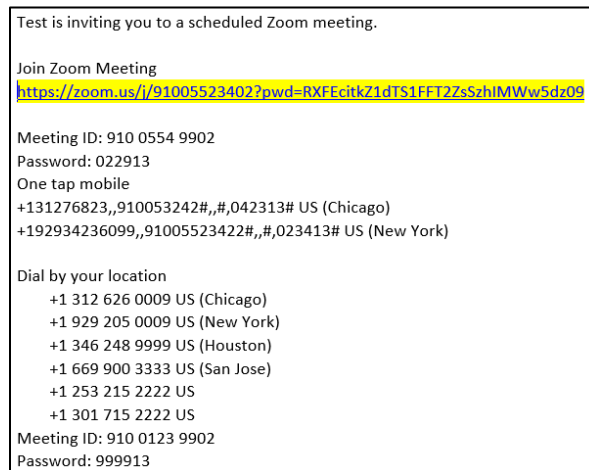 Test is inviting you to a scheduled Zoom meeting.
Join Zoom Meeting
https://zoom.us/j/91005523402?pwd=RXFEcitkZ1dTS1FFT2ZsSzhIMWw5dz09
Meeting ID: 910 0554 9902
Password: 022913
One tap mobile
+131276823,,910053242#,,#,042313# US (Chicago)
+192934236099,,91005523422#,,#,023413# US (New York)
Dial by your location
+1 312 626 0009 US (Chicago)
+1 929 205 0009 US (New York)
+1 346 248 9999 US (Houston)
+1 669 900 3333 US (San Jose)
+1 253 215 2222 US
+1 301 715 2222 US
Meeting ID: 910 0123 9902
Password: 999913